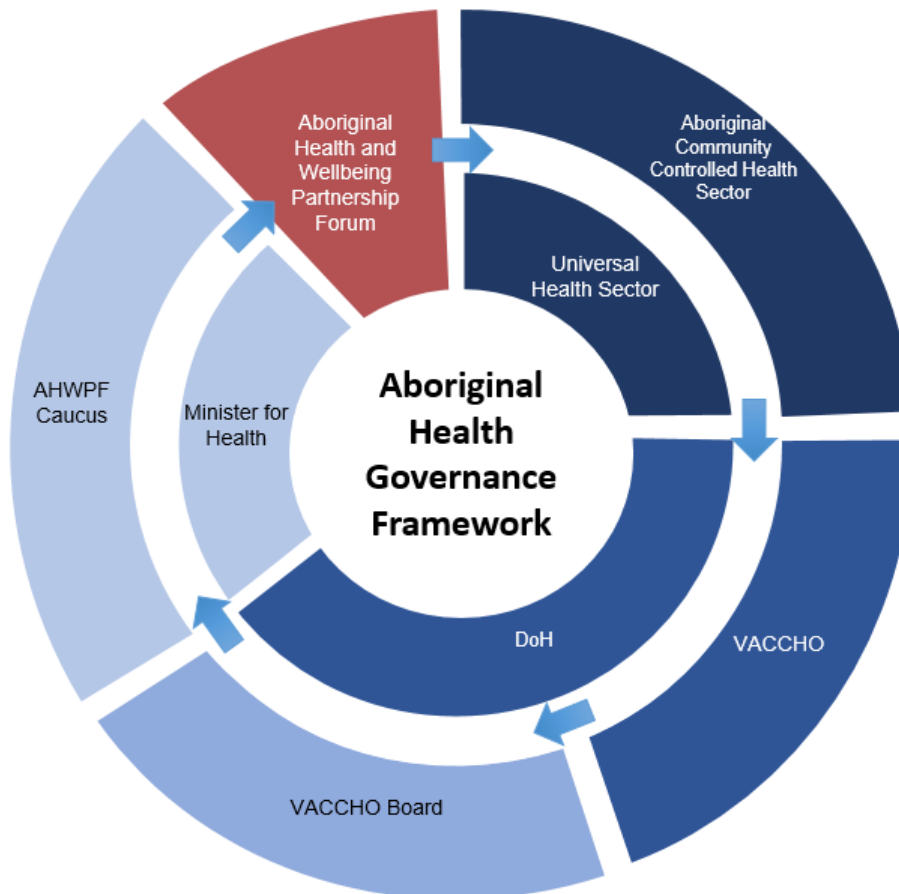 Aboriginal
Health and
Wellbeing
Partnership
Forum
Aboriginal
Community
Controlled Health
Sector
Universal
Health Sector
AHWPF
Caucus
Minister for
Health
Aboriginal
Health
Governance
Framework
DoH
VACCHO
VACCHO Board